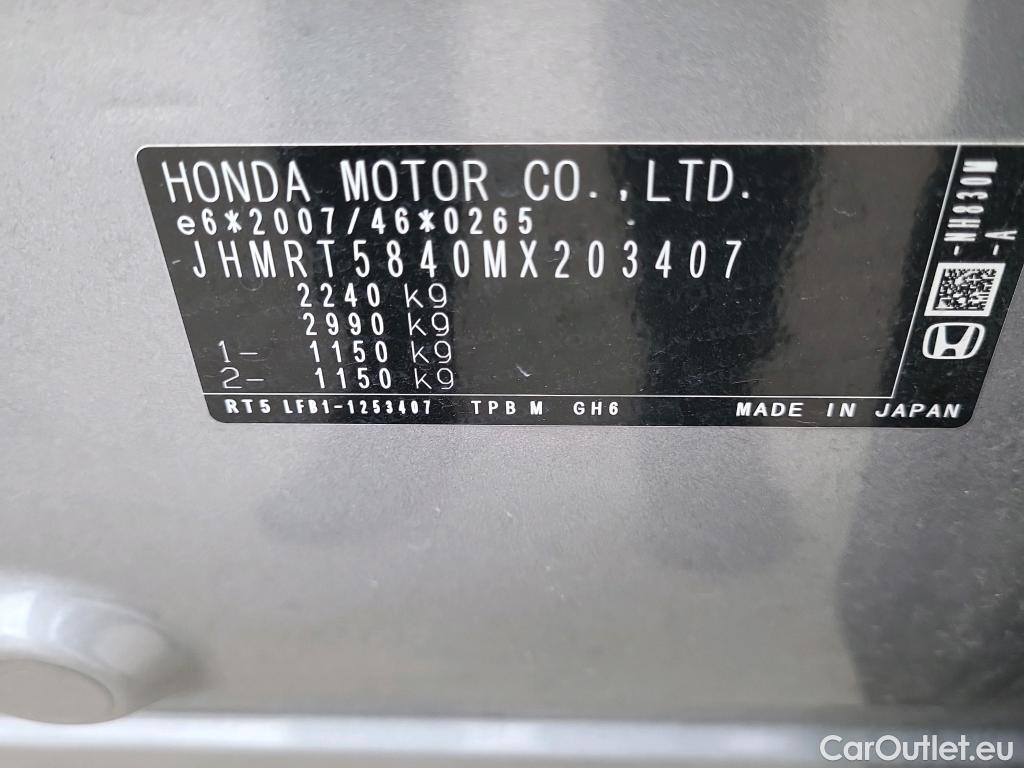 HONDA MOTOR CO.,LTD.
e6*2007/46*0265
JHMRT5840MX203407
2240 kg
2990 kg
1- 1150 kg
2- 1150 kg
RT5 LFB1-1253407 TPB M GH6 MADE IN JAPAN
NH830M -A
CarOutlet.eu